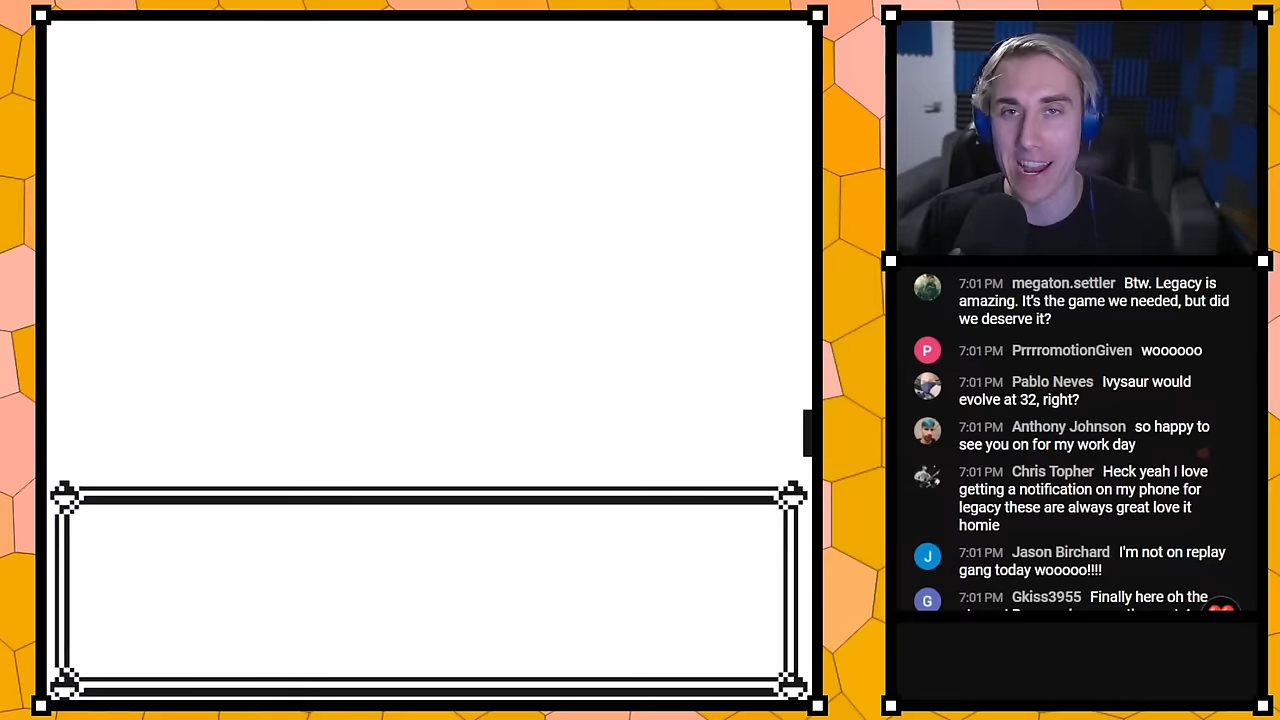 7:01 PM megaton.settler Btw. Legacy is
amazing. It's the game we needed, but did
we deserve it?
P
7:01 PM PrrrromotionGiven woooooo
7:01 PM Pablo Neves Ivysaur would
evolve at 32, right?
7:01 PM Anthony Johnson so happy to
see you on for my work day
7:01 PM Chris Topher Heck yeah I love
getting a notification on my phone for
legacy these are always great love it
homie
J
7:01 PM Jason Birchard I'm not on replay
gang today wooooo!!!!
G
7:01 PM Gkiss3955 Finally here oh the